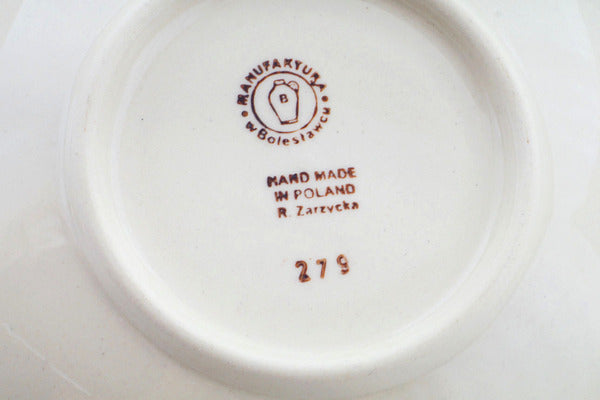 MANUFAKTURA
B
w Bolesławcu
HAND MADE
IN POLAND
R. Zarzycka
279